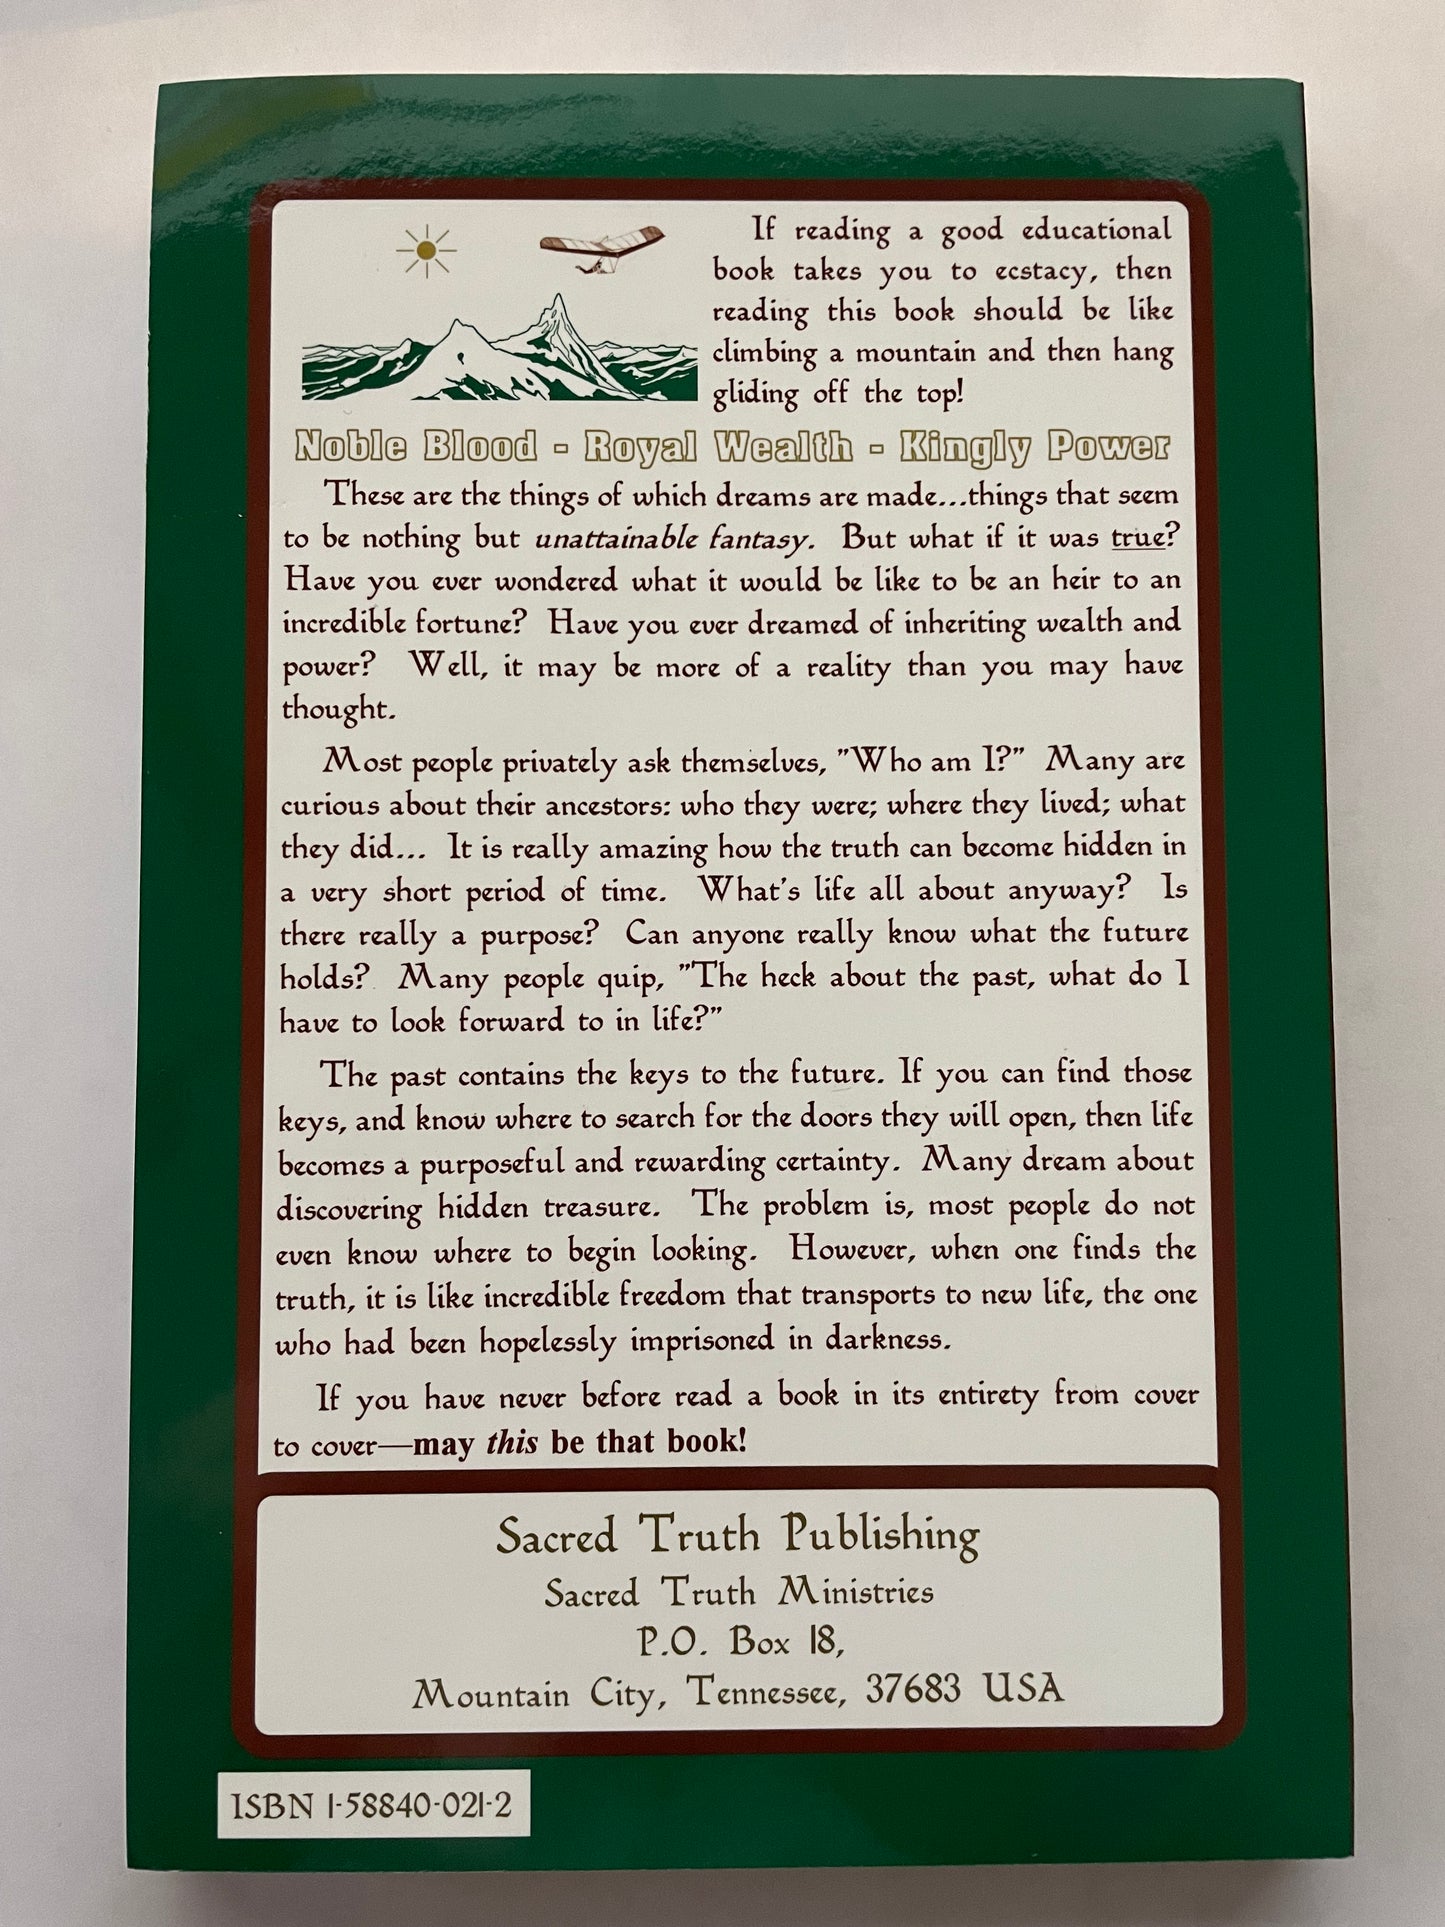 If reading a good educational
book takes you to ecstacy, then
reading this book should be like
climbing a mountain and then hang
gliding off the top!
Noble Blood - Royal Wealth - Kingly Power
These are the things of which dreams are made...things that seem
to be nothing but unattainable fantasy. But what if it was true?
Have you ever wondered what it would be like to be an heir to an
incredible fortune? Have you ever dreamed of inheriting wealth and
power? Well, it may be more of a reality than you may have
thought.
Most people privately ask themselves, "Who am I?" Many are
curious about their ancestors: who they were; where they lived; what
they did... It is really amazing how the truth can become hidden in
a very short period of time. What's life all about anyway? Is
there really a purpose? Can anyone really know what the future
holds? Many people quip, "The heck about the past, what do I
have to look forward to in life?"
The past contains the keys to the future. If you can find those
keys, and know where to search for the doors they will open, then life
becomes a purposeful and rewarding certainty. Many dream about
discovering hidden treasure. The problem is, most people do not
even know where to begin looking. However, when one finds the
truth, it is like incredible freedom that transports to new life, the one
who had been hopelessly imprisoned in darkness.
If you have never before read a book in its entirety from cover
to cover—may this be that book!
Sacred Truth Publishing
Sacred Truth Ministries
P.O. Box 18,
Mountain City, Tennessee, 37683 USA
ISBN 1-58840-021-2